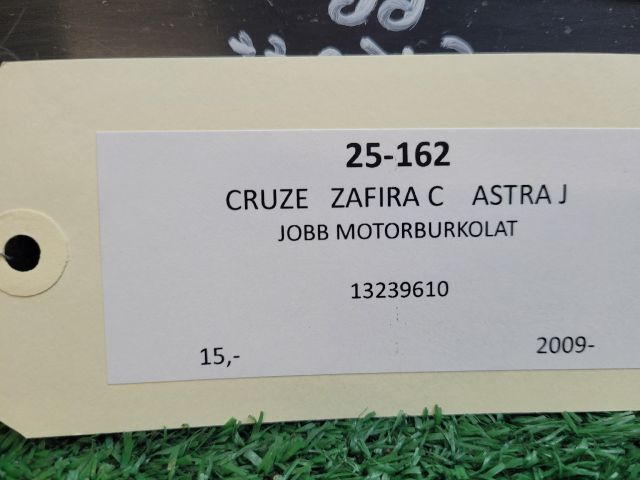 25-162
CRUZE ZAFIRA C ASTRA J
JOBB MOTORBURKOLAT
13239610
15,- 2009-